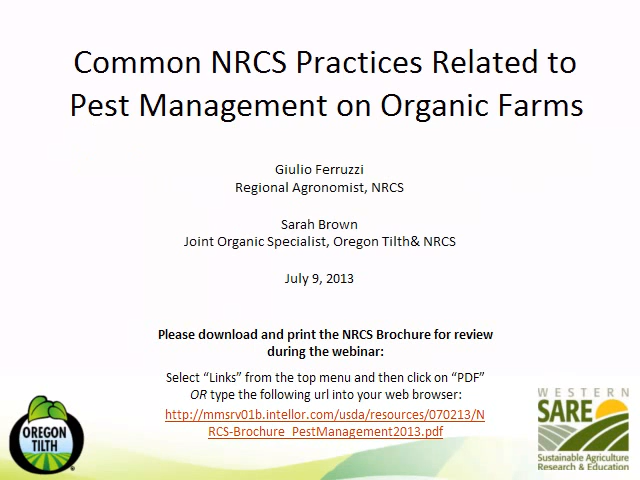 Common NRCS Practices Related to
Pest Management on Organic Farms
Giulio Ferruzzi
Regional Agronomist, NRCS
Sarah Brown
Joint Organic Specialist, Oregon Tilth& NRCS
July 9, 2013
Please download and print the NRCS Brochure for review
during the webinar:
Select “Links” from the top menu and then click on “PDF”
OR type the following url into your web browser:
http://mmsrv01b.intellor.com/usda/resources/070213/N
RCS-Brochure_PestManagement2013.pdf
OREGON
TILTH
WESTERN
SARE
Sustainable Agriculture
Research & Education